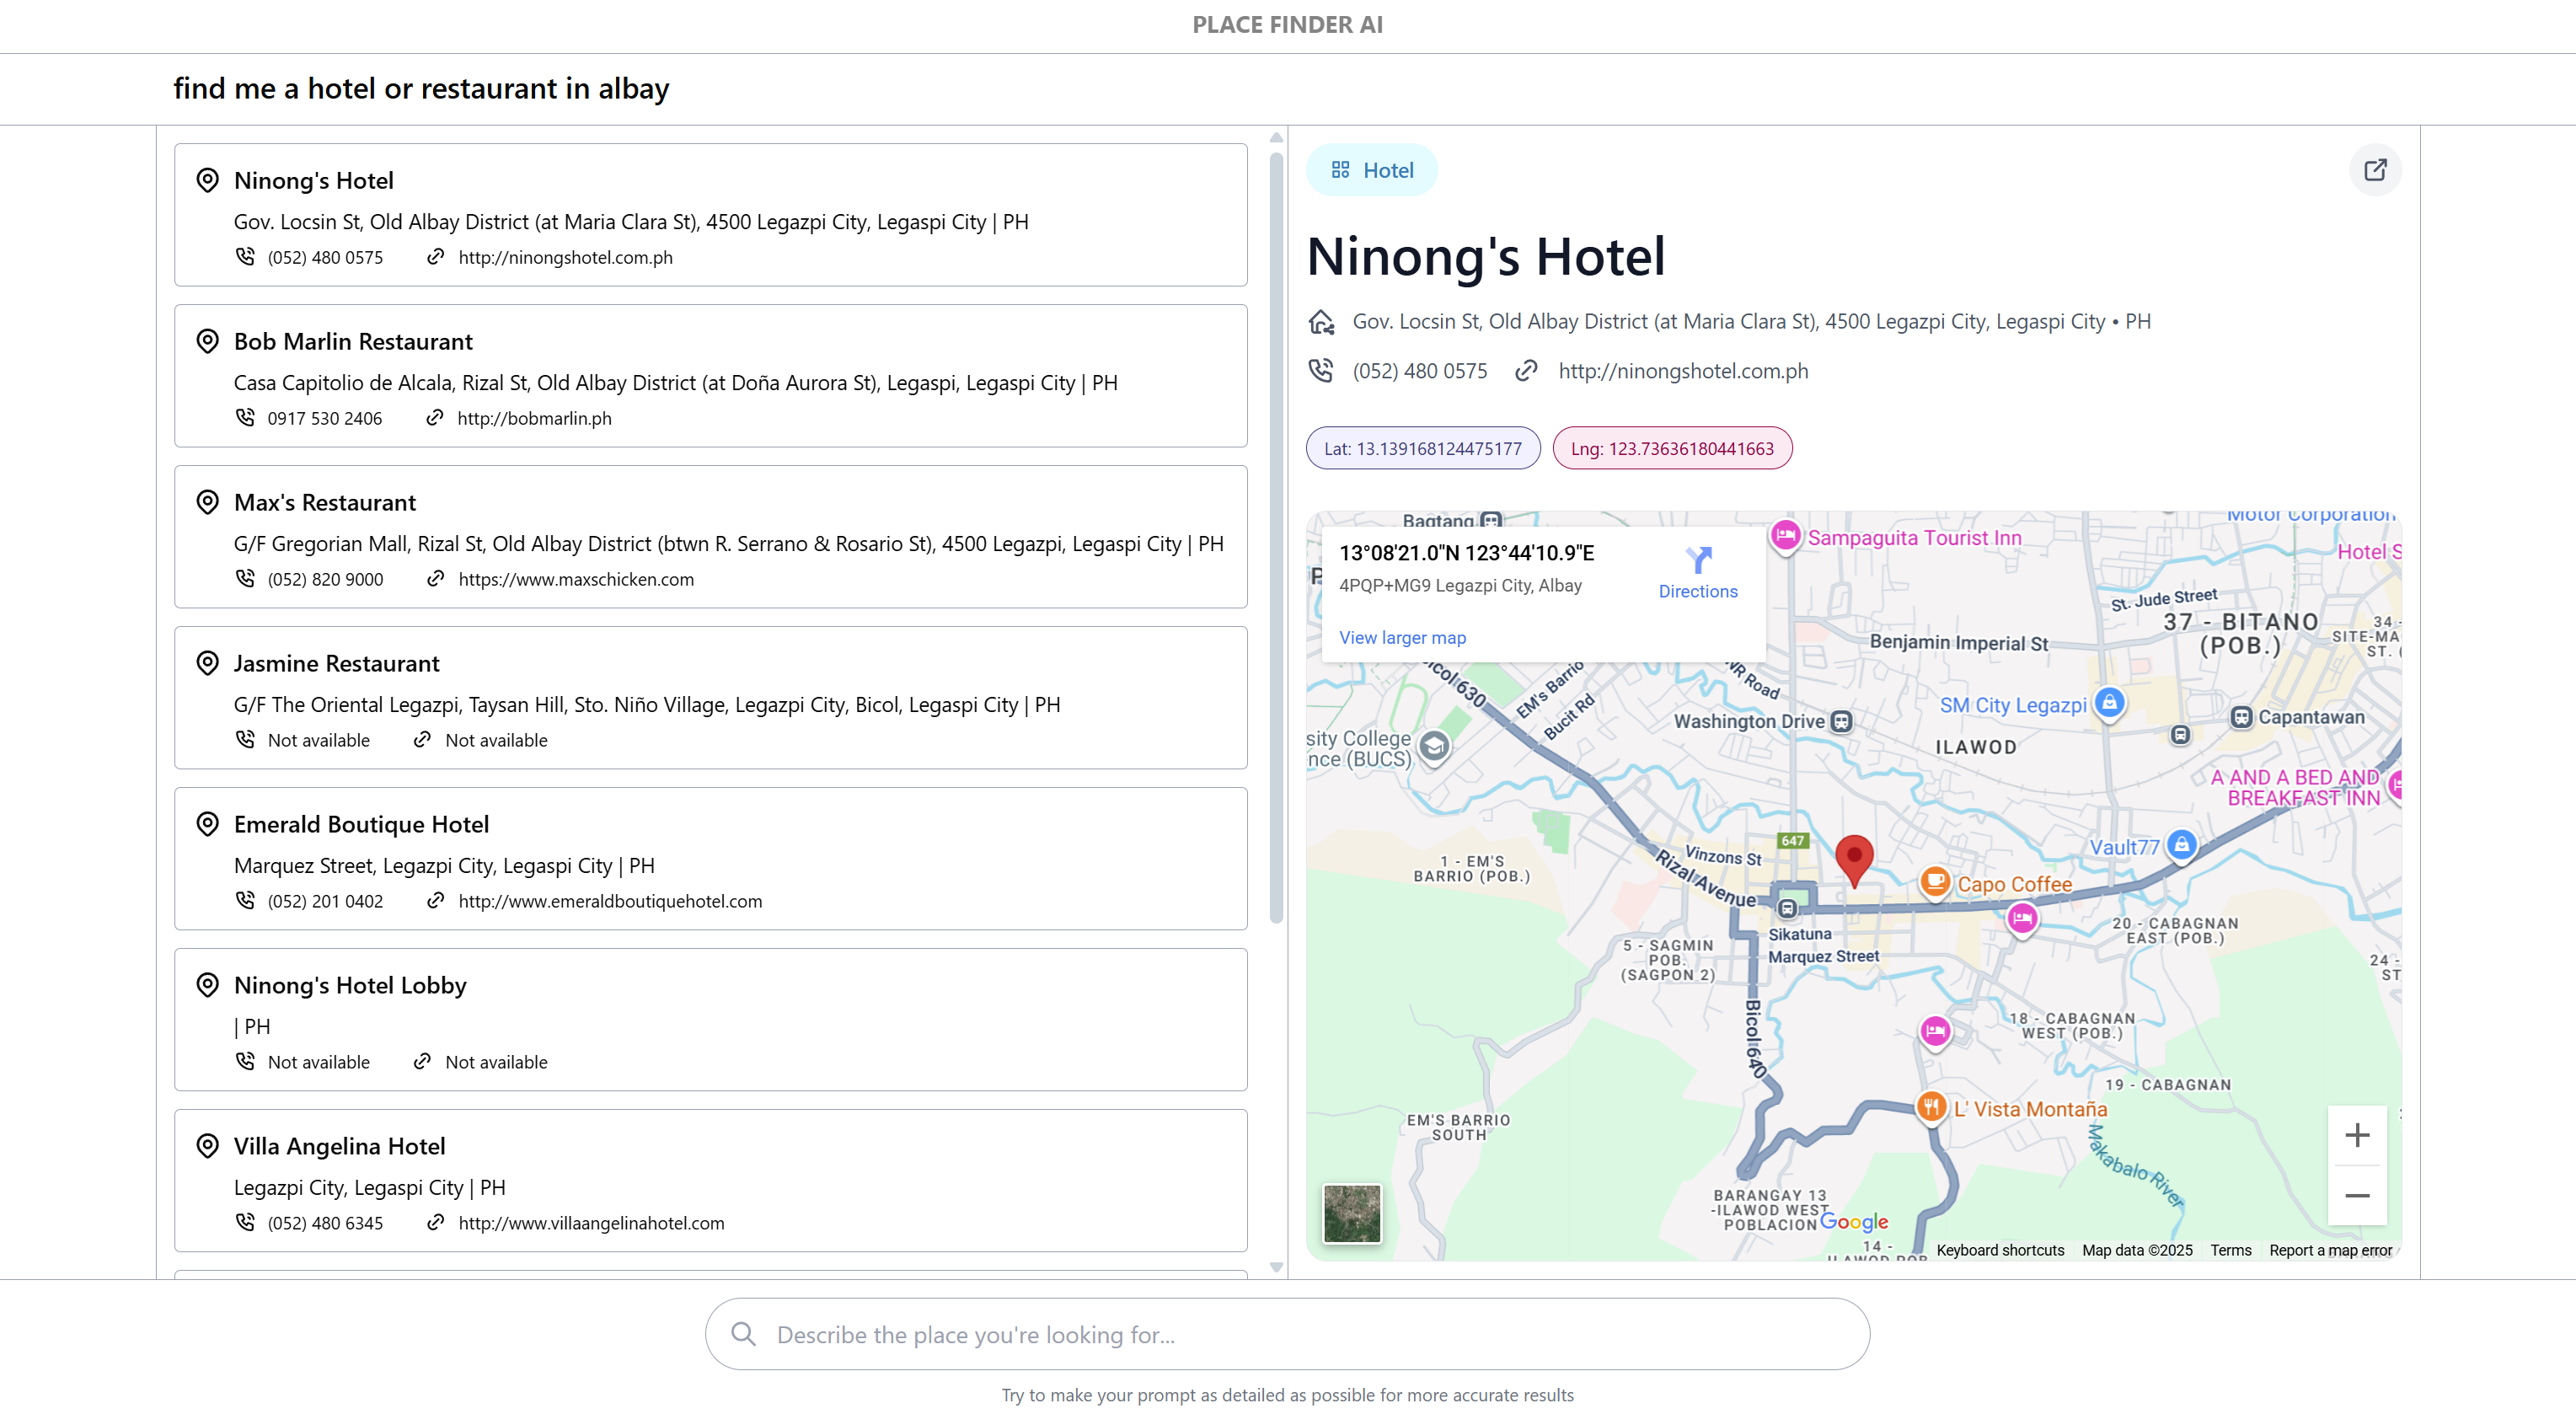 PLACE FINDER AI
find me a hotel or restaurant in albay
Ninong's Hotel
Gov. Locsin St, Old Albay District (at Maria Clara St), 4500 Legazpi City, Legaspi City | PH
(052) 480 0575 http://ninongshotel.com.ph
Bob Marlin Restaurant
Casa Capitolio de Alcala, Rizal St, Old Albay District (at Doña Aurora St), Legaspi, Legaspi City | PH
0917 530 2406 http://bobmarlin.ph
Max's Restaurant
G/F Gregorian Mall, Rizal St, Old Albay District (btwn R. Serrano & Rosario St), 4500 Legazpi, Legaspi City | PH
(052) 820 9000 https://www.maxschicken.com
Jasmine Restaurant
G/F The Oriental Legazpi, Taysan Hill, Sto. Niño Village, Legazpi City, Bicol, Legaspi City | PH
Not available Not available
Emerald Boutique Hotel
Marquez Street, Legazpi City, Legaspi City | PH
(052) 201 0402 http://www.emeraldboutiquehotel.com
Ninong's Hotel Lobby
| PH
Not available Not available
Villa Angelina Hotel
Legazpi City, Legaspi City | PH
(052) 480 6345 http://www.villaangelinahotel.com
Hotel
Ninong's Hotel
Gov. Locsin St, Old Albay District (at Maria Clara St), 4500 Legazpi City, Legaspi City • PH
(052) 480 0575 http://ninongshotel.com.ph
Lat: 13.139168124475177 Lng: 123.73636180441663
Bagtang
Motor Corporation
Sampaguita Tourist Inn
Hotel S
13°08'21.0"N 123°44'10.9"E
4PQP+MG9 Legazpi City, Albay
Directions
View larger map
St. Jude Street
37 - BITANO
(POB.)
34 -
SITE-MA
ST. (
Benjamin Imperial St
Bicol 630
EM's Barrio
Bucit Rd
Road
Washington Drive
SM City Legazpi
Capantawan
ILAWOD
sity College
nce (BUCS)
A AND A BED AND
BREAKFAST INN
647
Vault77
Vinzons St
Rizal Avenue
1 - EM'S
BARRIO (POB.)
Capo Coffee
20 - CABAGNAN
EAST (POB.)
Sikatuna
Marquez Street
5 - SAGMIN
POB.
(SAGPON 2)
24 -
ST
Bicol 640
18 - CABAGNAN
WEST (POB.)
19 - CABAGNAN
L' Vista Montaña
EM'S BARRIO
SOUTH
Makabalo River
BARANGAY 13
-ILAWOD WEST
POBLACION
Google
14 -
ILAWOD POB
Keyboard shortcuts Map data ©2025 Terms Report a map error
Describe the place you're looking for...
Try to make your prompt as detailed as possible for more accurate results